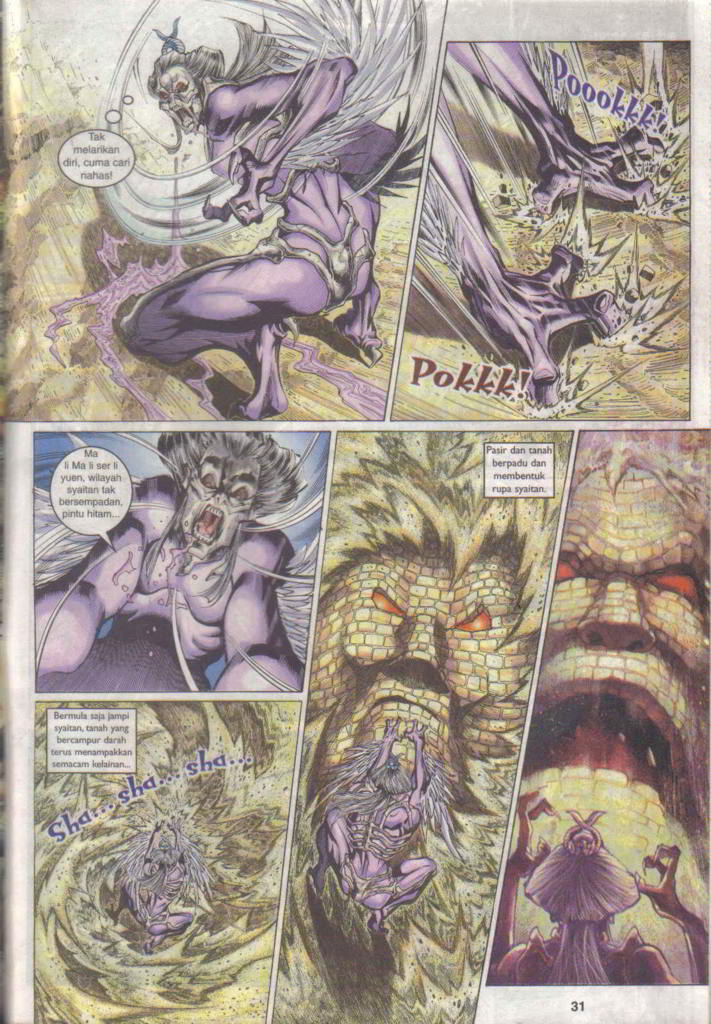 Tak
melarikan
diri, cuma cari
nahas!
Poookkk!
Pokkk!
Ma
li Ma li ser li
yuen, wilayah
syaitan tak
bersempadan,
pintu hitam...
Bermula saja jampi
syaitan, tanah yang
bercampur darah
terus menampakkan
semacam kelainan...
Sha... sha... sha...
Pasir dan tanah
berpadu dan
membentuk
rupa syaitan.
31